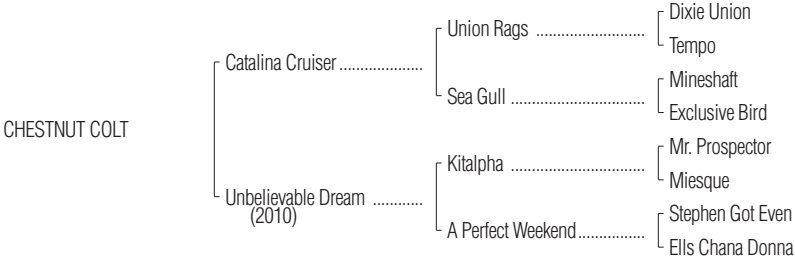 Dixie Union
Union Rags ........................
Tempo
Catalina Cruiser ...................
Mineshaft
Sea Gull ..............................
Exclusive Bird
CHESTNUT COLT
Mr. Prospector
Kitalpha ..............................
Miesque
Unbelievable Dream ...........
(2010)
Stephen Got Even
A Perfect Weekend...............
Ells Chana Donna